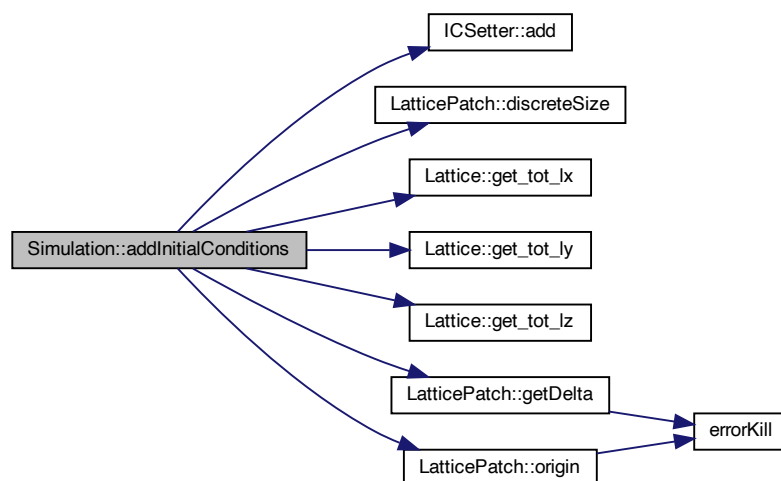 ICSetter::add
LatticePatch::discreteSize
Lattice::get_tot_lx
Simulation::addInitialConditions
Lattice::get_tot_ly
Lattice::get_tot_lz
LatticePatch::getDelta
errorKill
LatticePatch::origin